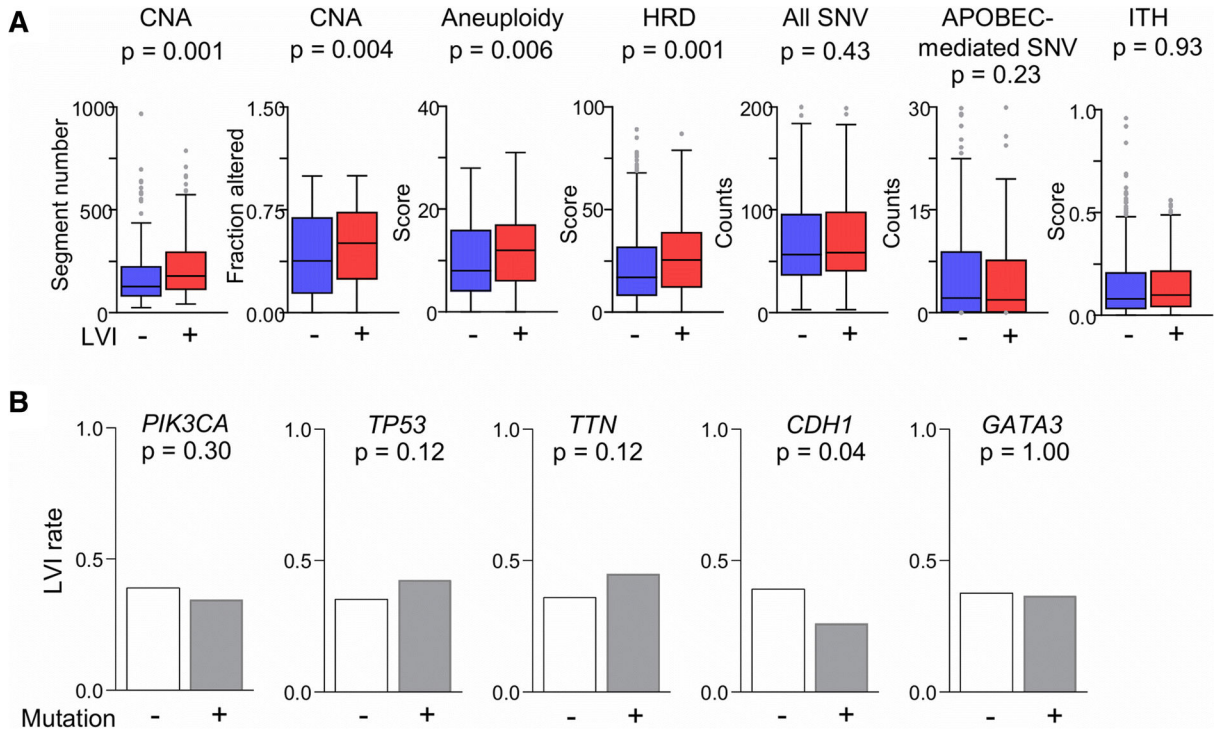 A
CNA
p = 0.001
CNA
p = 0.004
Aneuploidy
p = 0.006
HRD
p = 0.001
All SNV
p = 0.43
APOBEC-
mediated SNV
p = 0.23
ITH
p = 0.93
Segment number
1000
500
0
Fraction altered
1.50
0.75
0.00
Score
40
20
0
Score
100
50
0
Counts
200
100
0
Counts
30
15
0
Score
1.0
0.5
0.0
LVI - + - + - + - + - + - + - +
B
PIK3CA
p = 0.30
TP53
p = 0.12
TTN
p = 0.12
CDH1
p = 0.04
GATA3
p = 1.00
LVI rate
1.0
0.5
0.0
1.0
0.5
0.0
1.0
0.5
0.0
1.0
0.5
0.0
1.0
0.5
0.0
Mutation - + - + - + - + - +